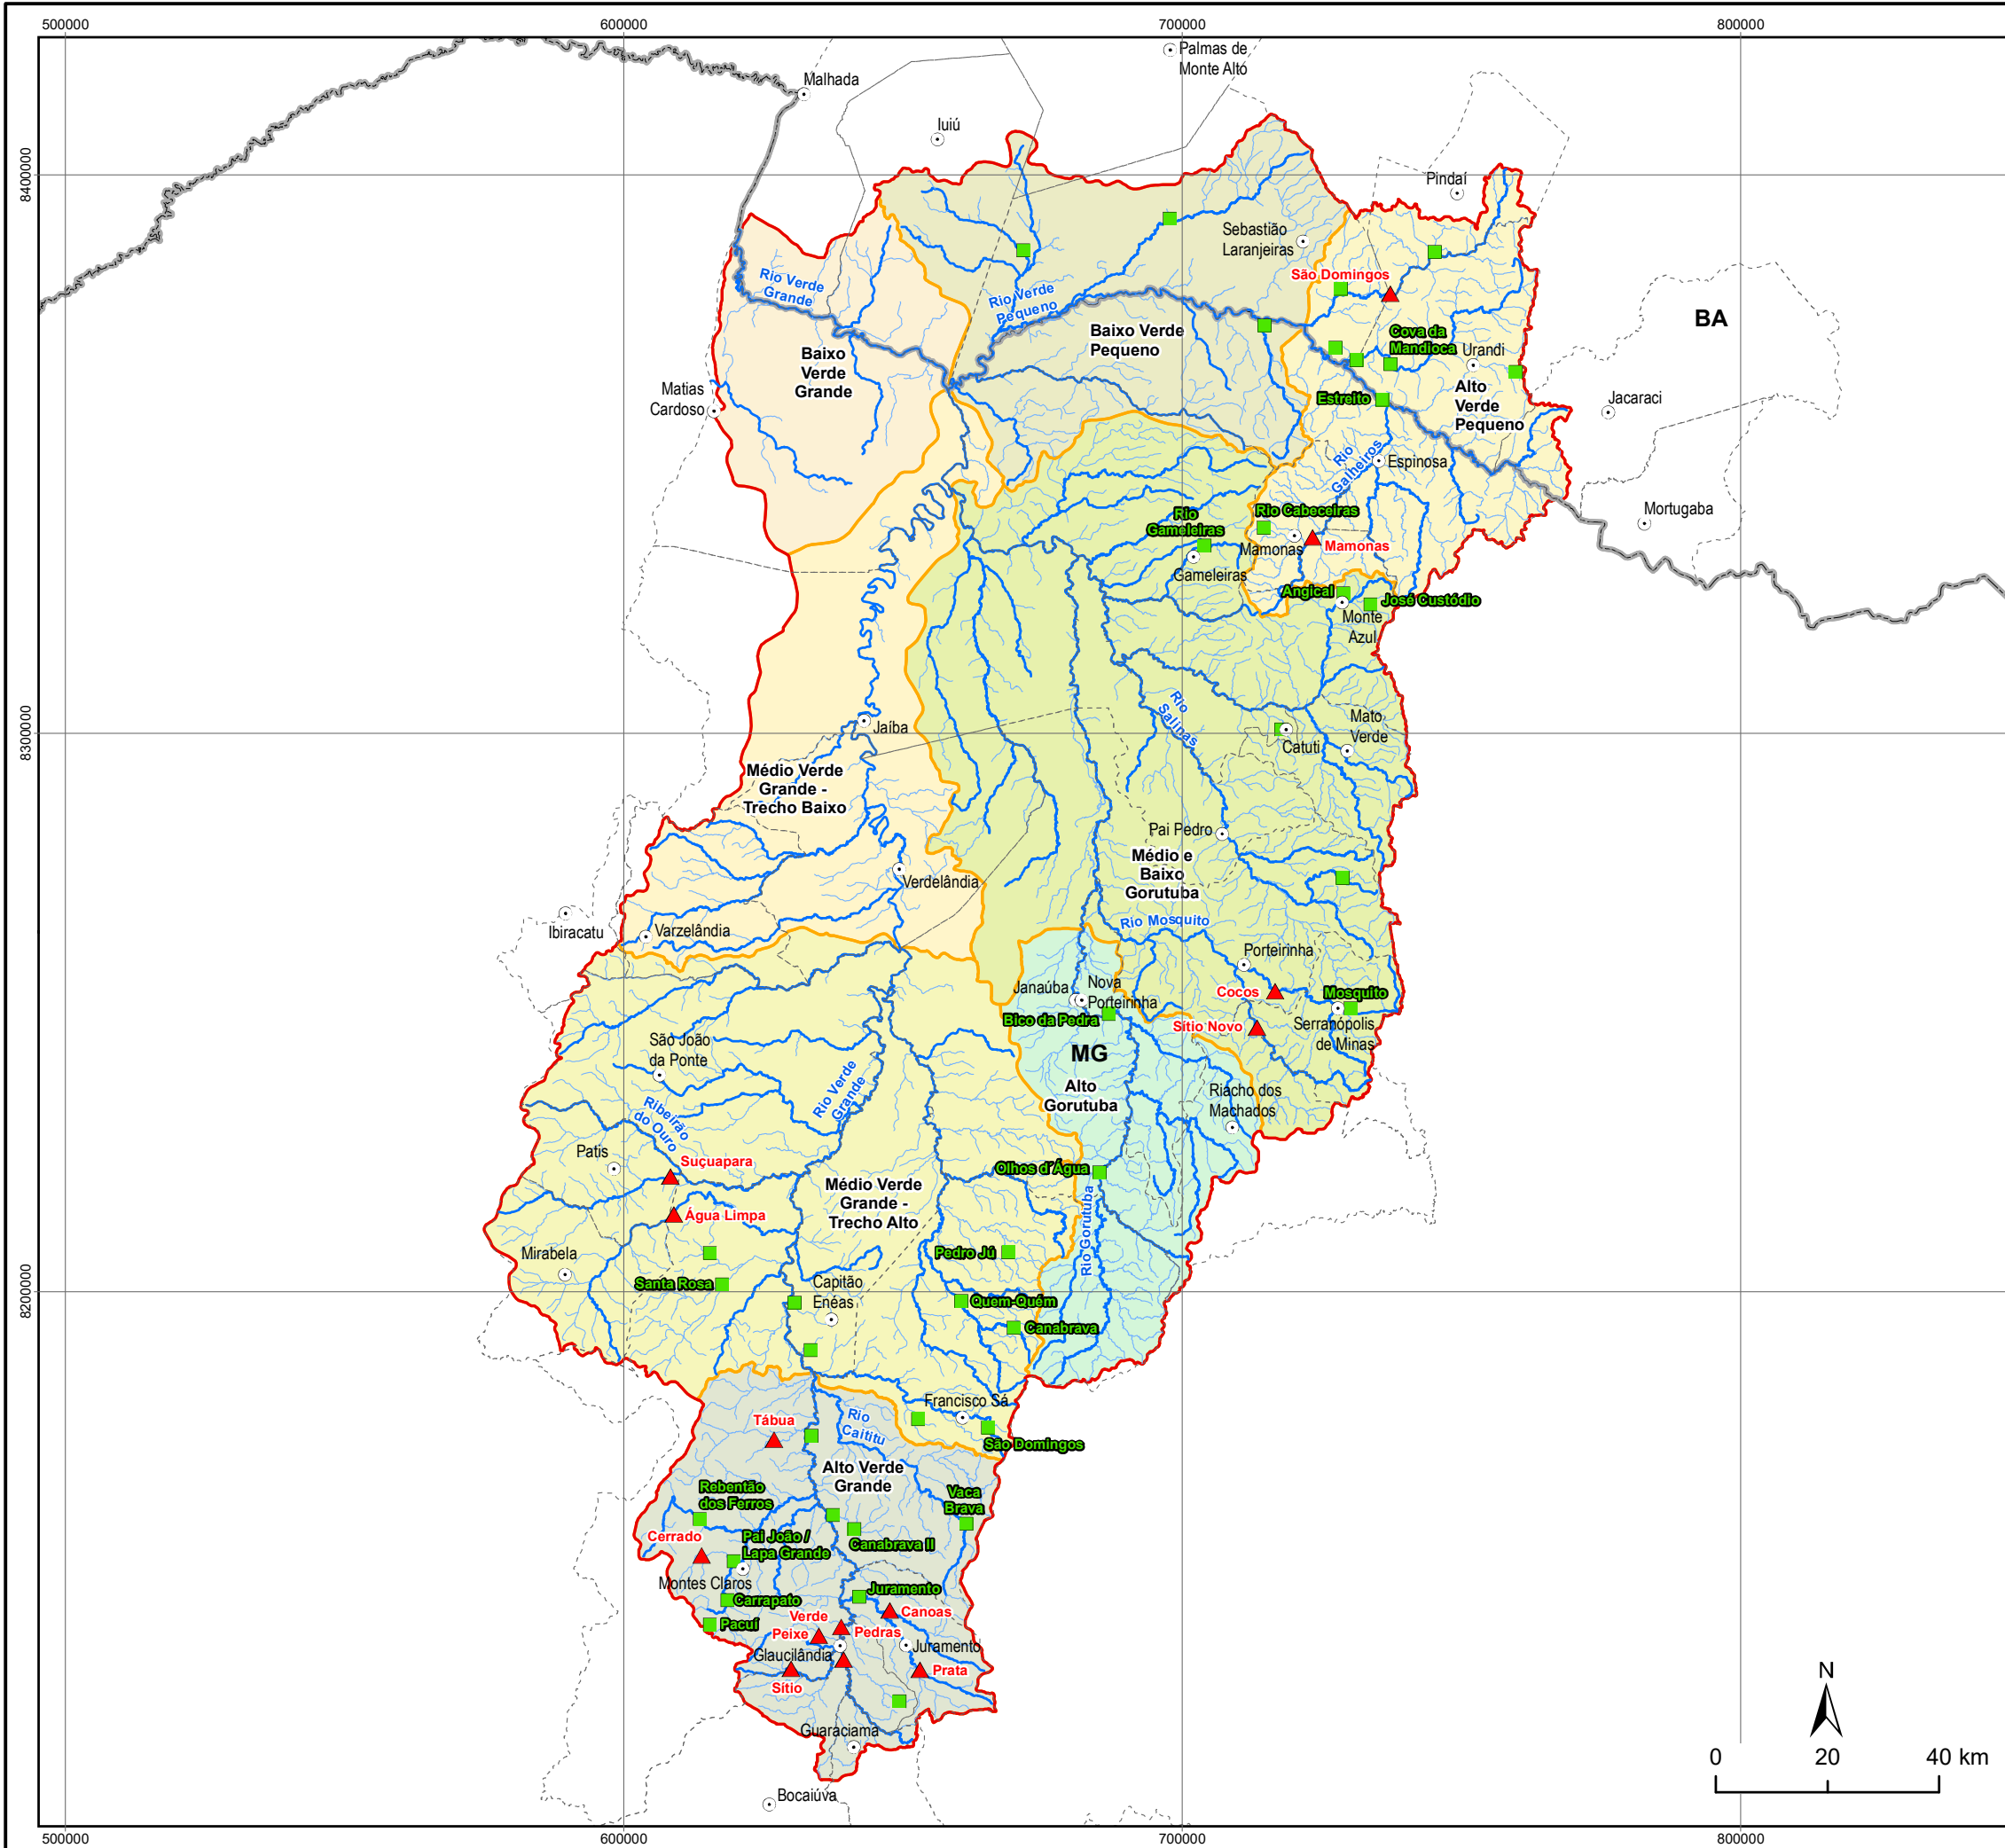 500000
600000
700000
800000
Palmas de
Monte Alto
Malhada
Iuiú
8400000
Pindaí
Sebastião
Laranjeiras
São Domingos
Rio Verde
Grande
Rio Verde
Pequeno
BA
Baixo Verde
Pequeno
Baixo
Verde
Grande
Cova da
Mandioca
Urandi
Matias
Cardoso
Estreito
Alto
Verde
Pequeno
Jacaraci
Rio
Galheiros
Espinosa
Mortugaba
Rio
Gameleiras
Rio Cabeceiras
Mamonas
Mamonas
Gameleiras
Angical
José Custódio
Monte
Azul
Rio
Salinas
Mato
Verde
Jaíba
Catuti
8300000
Médio Verde
Grande -
Trecho Baixo
Pai Pedro
Médio e
Baixo
Gorutuba
Verdelândia
Rio Mosquito
Ibiracatu
Varzelândia
Porteirinha
Janaúba
Nova
Porteirinha
Cocos
Mosquito
Bico da Pedra
Sítio Novo
Serranópolis
de Minas
São João
da Ponte
MG
Rio Verde
Grande
Alto
Gorutuba
Riacho dos
Machados
Ribeirão
do Ouro
Patis
Suçuapara
Olhos d'Água
Médio Verde
Grande -
Trecho Alto
Água Limpa
Rio Gorutuba
Mirabela
Pedro Jú
Santa Rosa
Capitão
Enéas
8200000
Quem-Quém
Canabrava
Francisco Sá
Tábua
Rio
Caititu
São Domingos
Alto Verde
Grande
Rebentão
dos Ferros
Vaca
Brava
Cerrado
Pai João /
Lapa Grande
Canabrava II
Montes Claros
Juramento
Carrapato
Canoas
Verde
Pacuí
Peixe
Pedras
Glaucilândia
Juramento
Prata
Sítio
N
Guaraciama
0
20
40 km
Bocaiúva
500000
600000
700000
800000